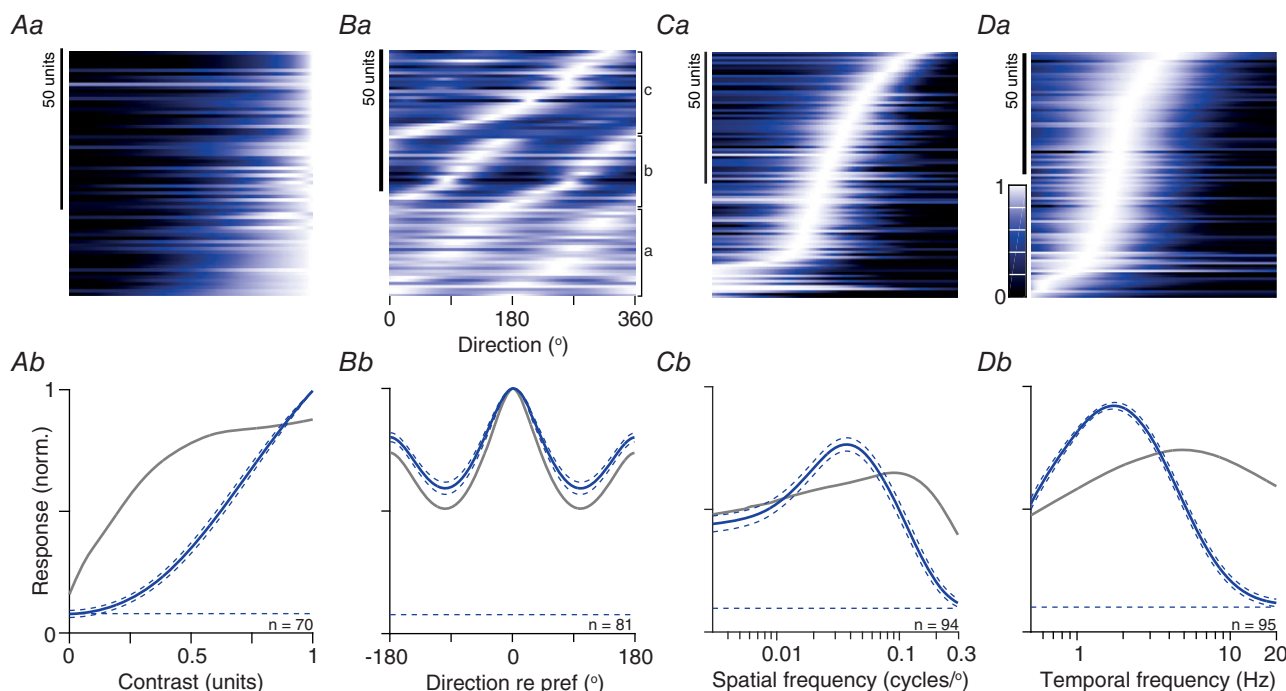 Aa
Ba
Ca
Da
50 units
50 units
50 units
50 units
c
b
a
1
0
0 180 360
Direction (°)
Ab
Bb
Cb
Db
Response (norm.)
1
0
n = 70
n = 81
n = 94
n = 95
0 0.5 1
-180 0 180
0.01 0.1 0.3
1 10 20
Contrast (units)
Direction re pref (°)
Spatial frequency (cycles/°)
Temporal frequency (Hz)